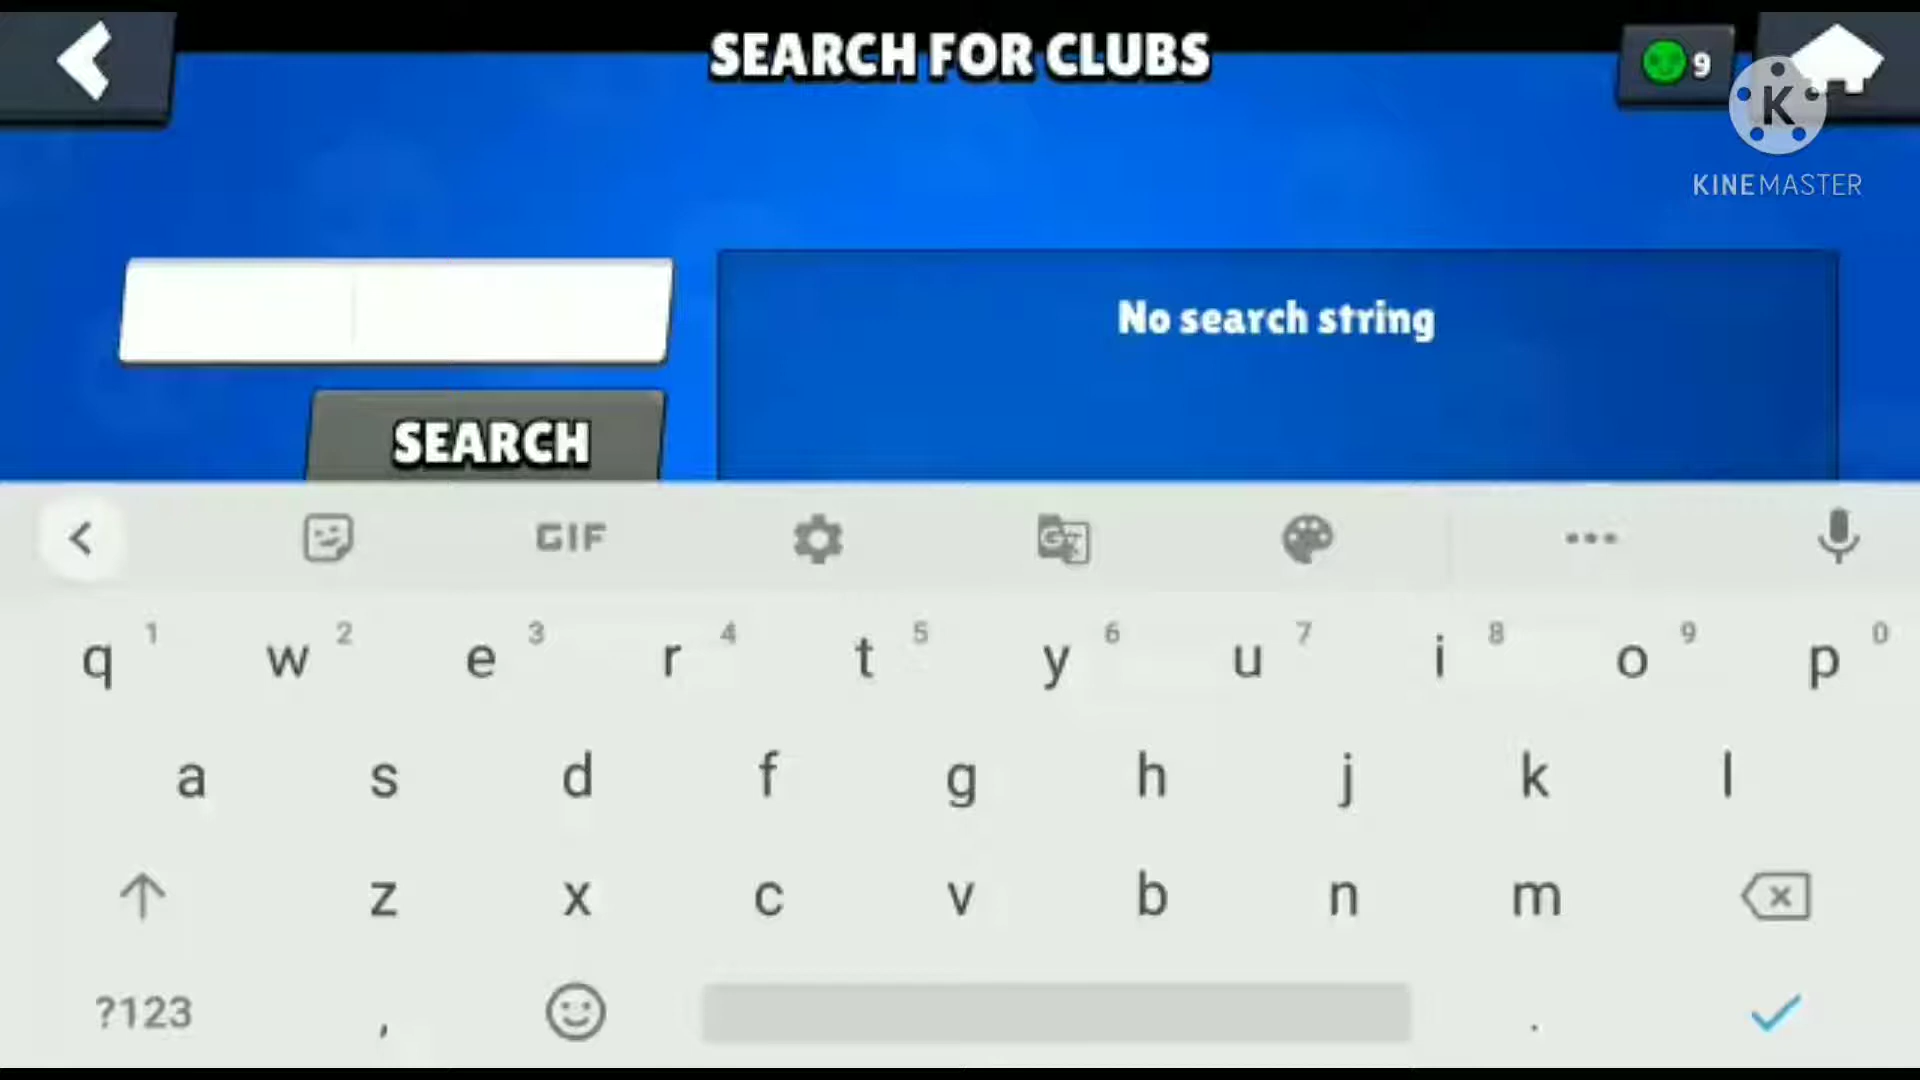 SEARCH FOR CLUBS
9
K
KINEMASTER
No search string
SEARCH
GIF
G
q 1 w 2 e 3 r 4 t 5 y 6 u 7 i 8 o 9 p 0
a s d f g h j k l
z x c v b n m
?123 , .